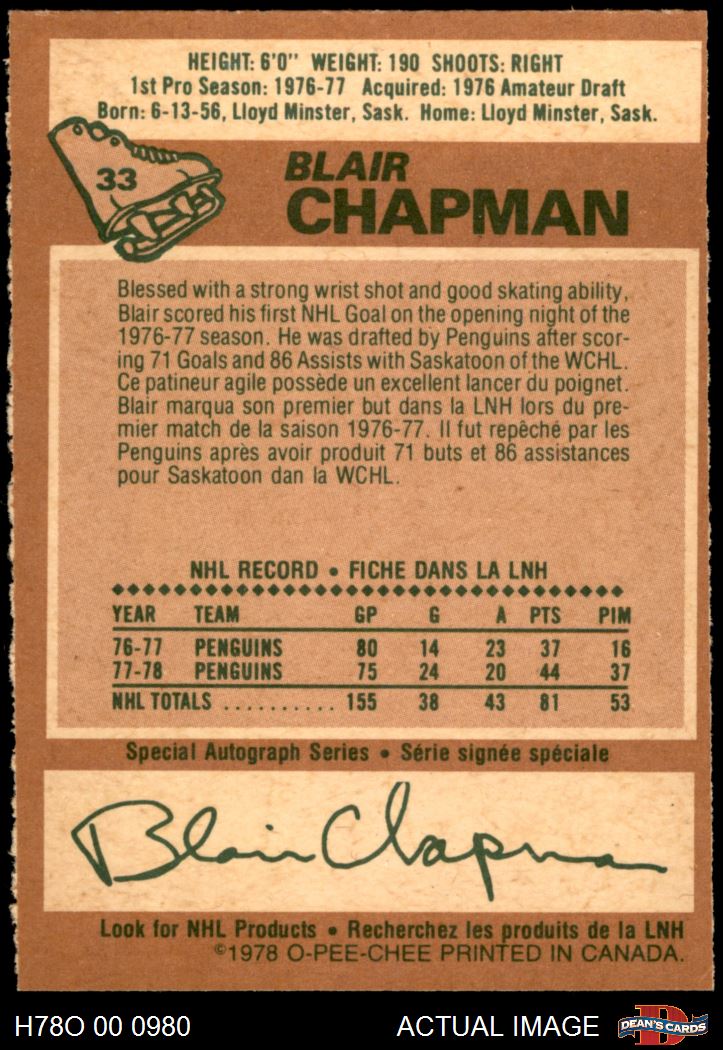 HEIGHT: 6'0" WEIGHT: 190 SHOOTS: RIGHT
1st Pro Season: 1976-77 Acquired: 1976 Amateur Draft
Born: 6-13-56, Lloyd Minster, Sask. Home: Lloyd Minster, Sask.
33
BLAIR
CHAPMAN
Blessed with a strong wrist shot and good skating ability,
Blair scored his first NHL Goal on the opening night of the
1976-77 season. He was drafted by Penguins after scor-
ing 71 Goals and 86 Assists with Saskatoon of the WCHL.
Ce patineur agile possède un excellent lancer du poignet.
Blair marqua son premier but dans la LNH lors du pre-
mier match de la saison 1976-77. Il fut repêché par les
Penguins après avoir produit 71 buts et 86 assistances
pour Saskatoon dan la WCHL.
NHL RECORD • FICHE DANS LA LNH
YEAR TEAM GP G A PTS PIM
76-77 PENGUINS 80 14 23 37 16
77-78 PENGUINS 75 24 20 44 37
NHL TOTALS .......... 155 38 43 81 53
Special Autograph Series • Série signée spéciale
Blair Chapman
Look for NHL Products • Recherchez les produits de la LNH
©1978 O-PEE-CHEE PRINTED IN CANADA.
H78O 00 0980 ACTUAL IMAGE D DEAN'S CARDS